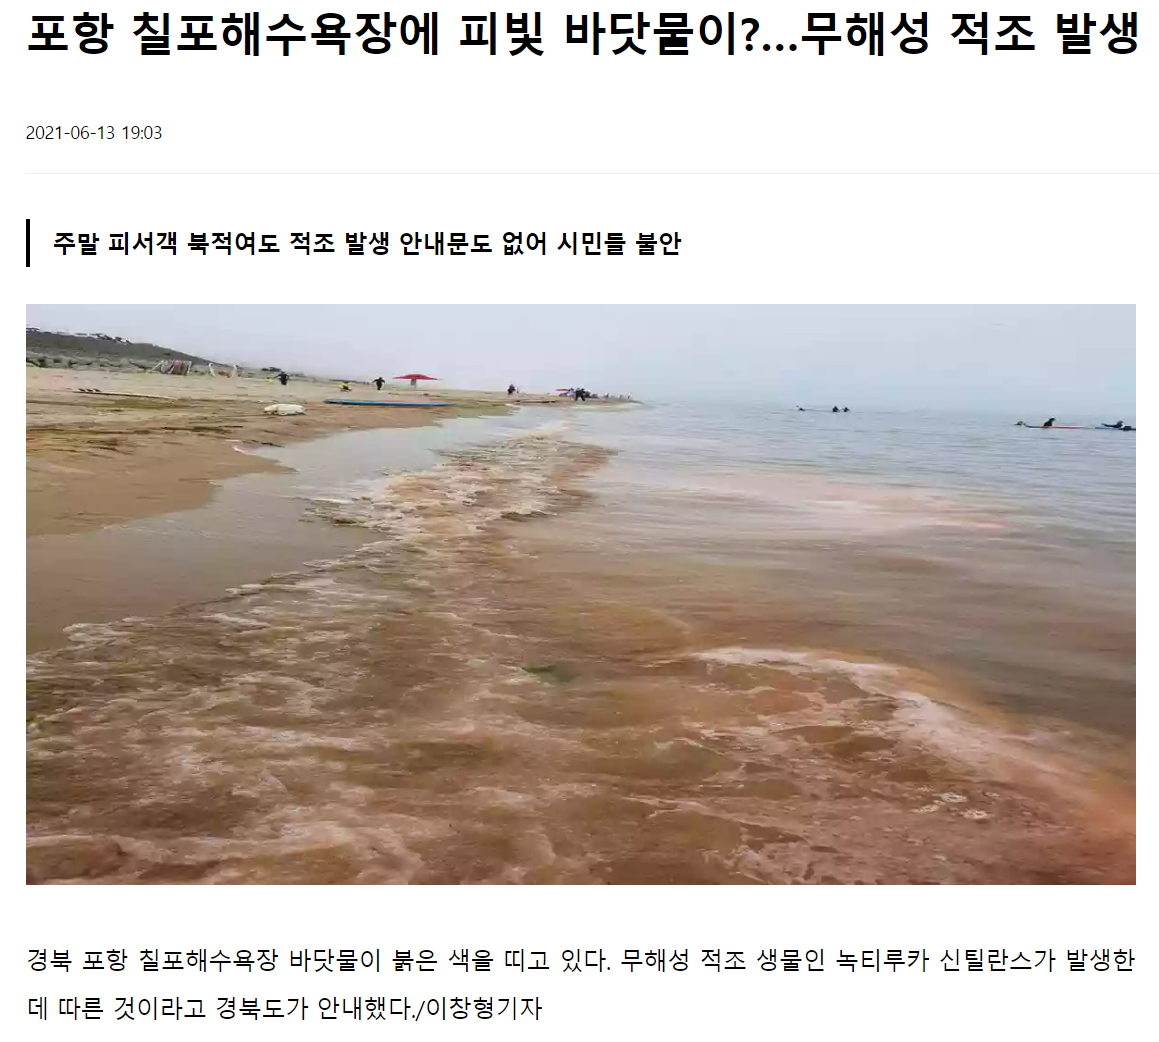 포항 칠포해수욕장에 피빛 바닷물이?...무해성 적조 발생
2021-06-13 19:03
주말 피서객 북적여도 적조 발생 안내문도 없어 시민들 불안
경북 포항 칠포해수욕장 바닷물이 붉은 색을 띠고 있다. 무해성 적조 생물인 녹티루카 신틸란스가 발생한
데 따른 것이라고 경북도가 안내했다./이창형기자